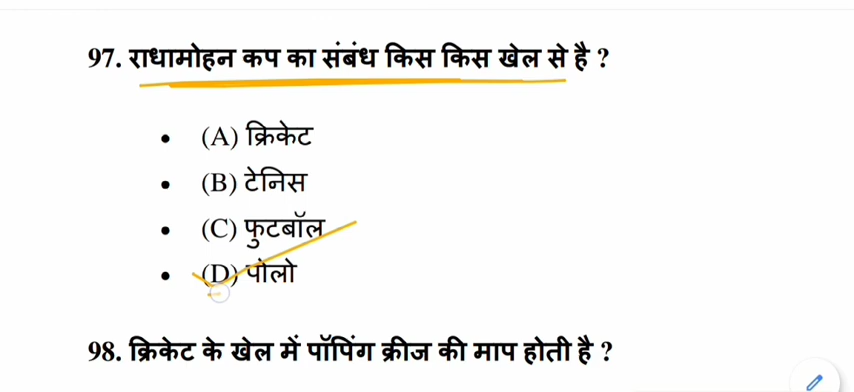 97. राधामोहन कप का संबंध किस किस खेल से है ?
• (A) क्रिकेट
• (B) टेनिस
• (C) फुटबॉल
• (D) पोलो
98. क्रिकेट के खेल में पॉपिंग क्रीज की माप होती है ?